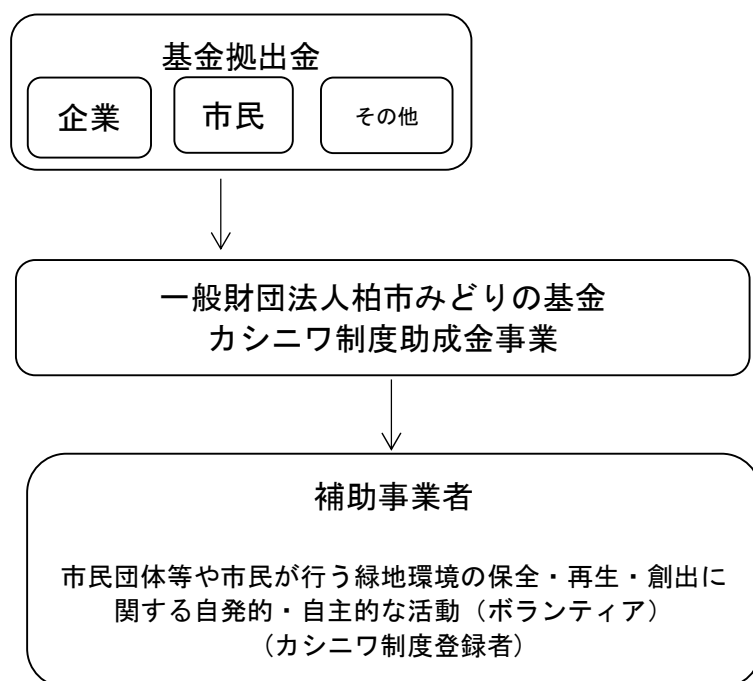 基金拠出金
企業
市民
その他
一般財団法人柏市みどりの基金
カシニワ制度助成金事業
補助事業者
市民団体等や市民が行う緑地環境の保全・再生・創出に
関する自発的・自主的な活動（ボランティア）
（カシニワ制度登録者）